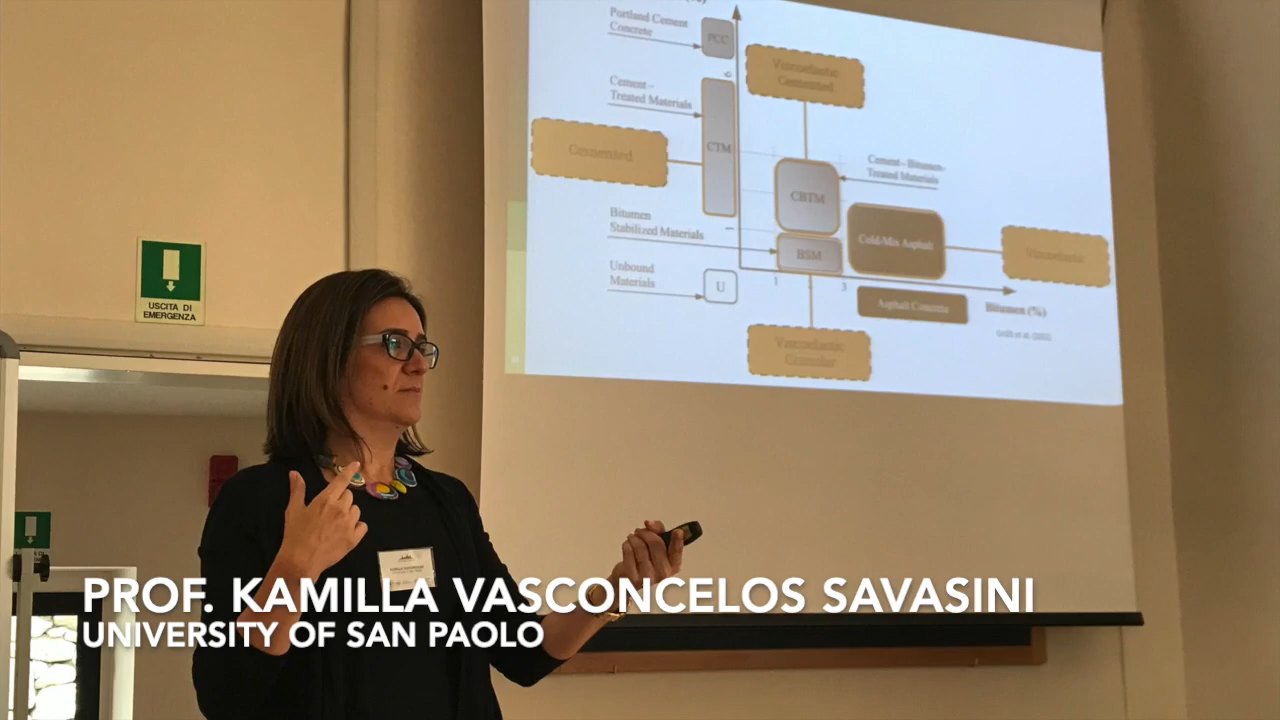 Portland Cement
Concrete
PCC
Viscoelastic
Cemented
Cement –
Treated Materials
CTM
Cemented
Cement–Bitumen-
Treated Materials
CBTM
Bitumen
Stabilized Materials
BSM
Cold-Mix Asphalt
Viscoelastic
Unbound
Materials
U
1
3
Asphalt Concrete
Bitumen (%)
Viscoelastic
Granular
USCITA DI
EMERGENZA
PROF. KAMILLA VASCONCELOS SAVASINI
UNIVERSITY OF SAN PAOLO